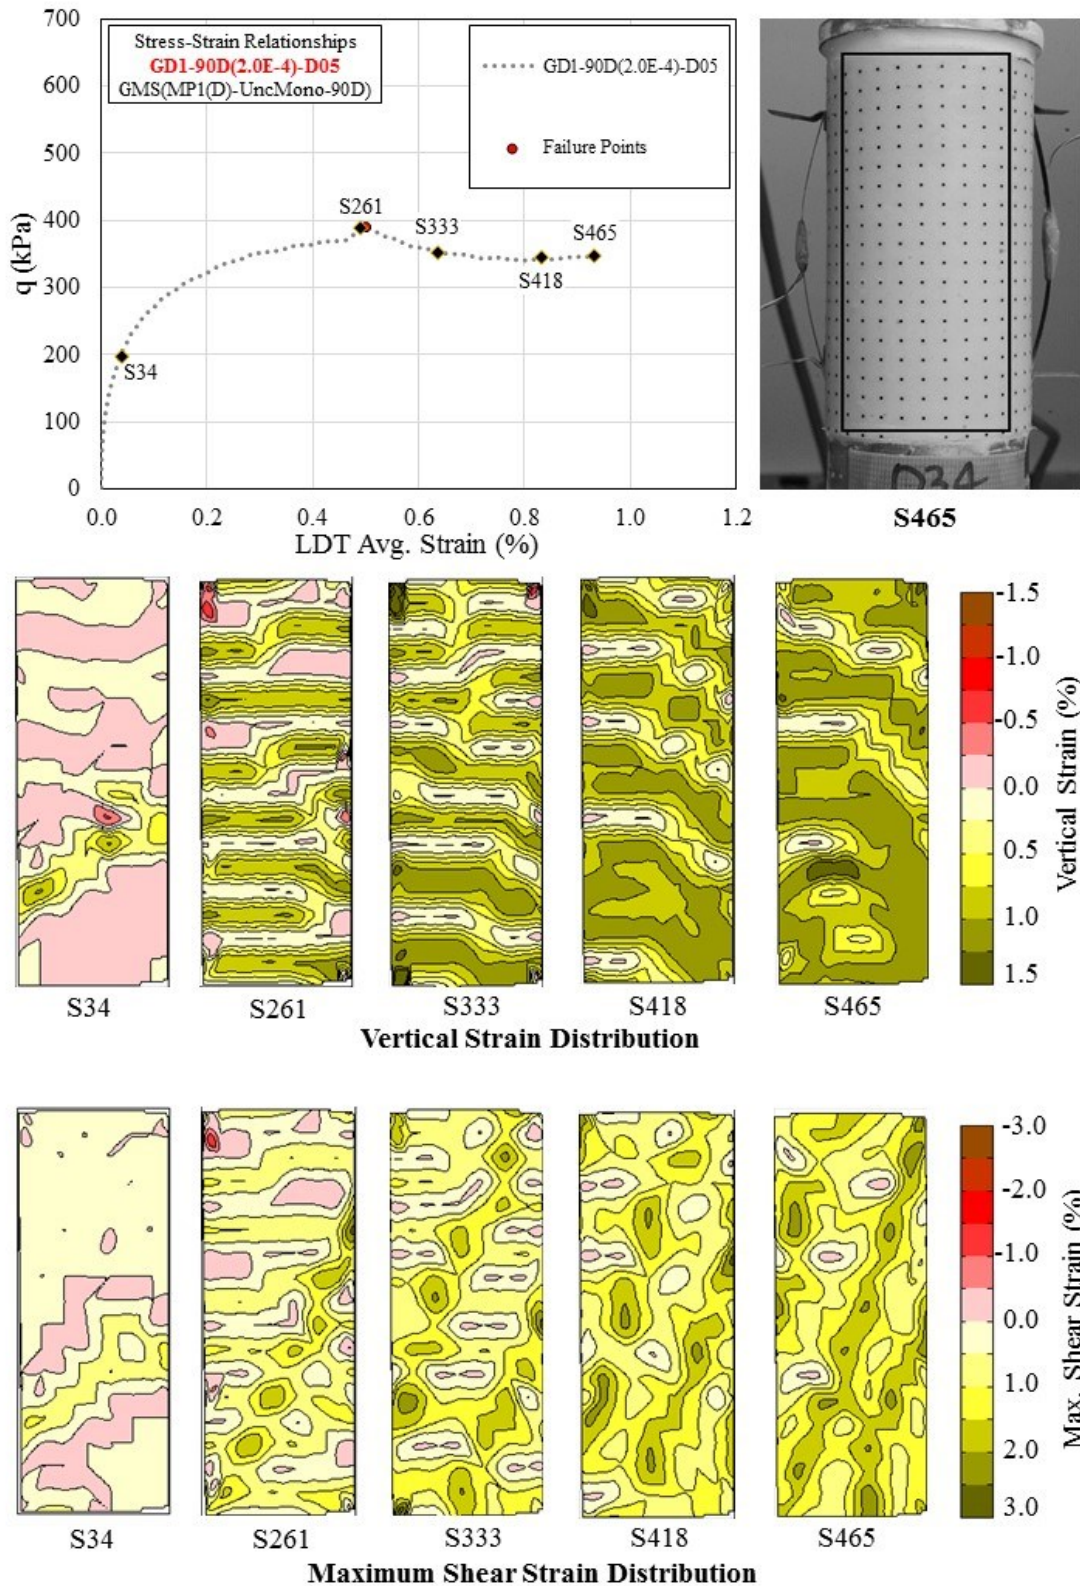 Stress-Strain Relationships
GD1-90D(2.0E-4)-D05
GMS(MP1(D)-UncMono-90D)
GD1-90D(2.0E-4)-D05
Failure Points
700
600
500
400
300
200
100
0
q (kPa)
S34
S261
S333
S418
S465
0.0 0.2 0.4 0.6 0.8 1.0 1.2
LDT Avg. Strain (%)
D34
S465
-1.5
-1.0
-0.5
0.0
0.5
1.0
1.5
Vertical Strain (%)
S34 S261 S333 S418 S465
Vertical Strain Distribution
-3.0
-2.0
-1.0
0.0
1.0
2.0
3.0
Max. Shear Strain (%)
S34 S261 S333 S418 S465
Maximum Shear Strain Distribution